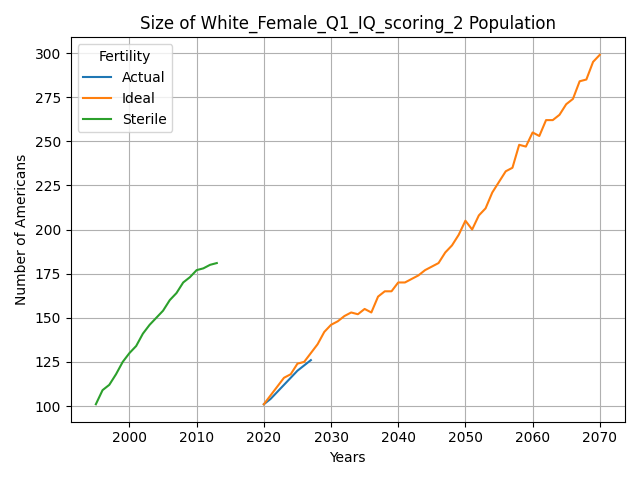 Size of White_Female_Q1_IQ_scoring_2 Population
Fertility
Actual
Ideal
Sterile
Number of Americans
300
275
250
225
200
175
150
125
100
2000 2010 2020 2030 2040 2050 2060 2070
Years